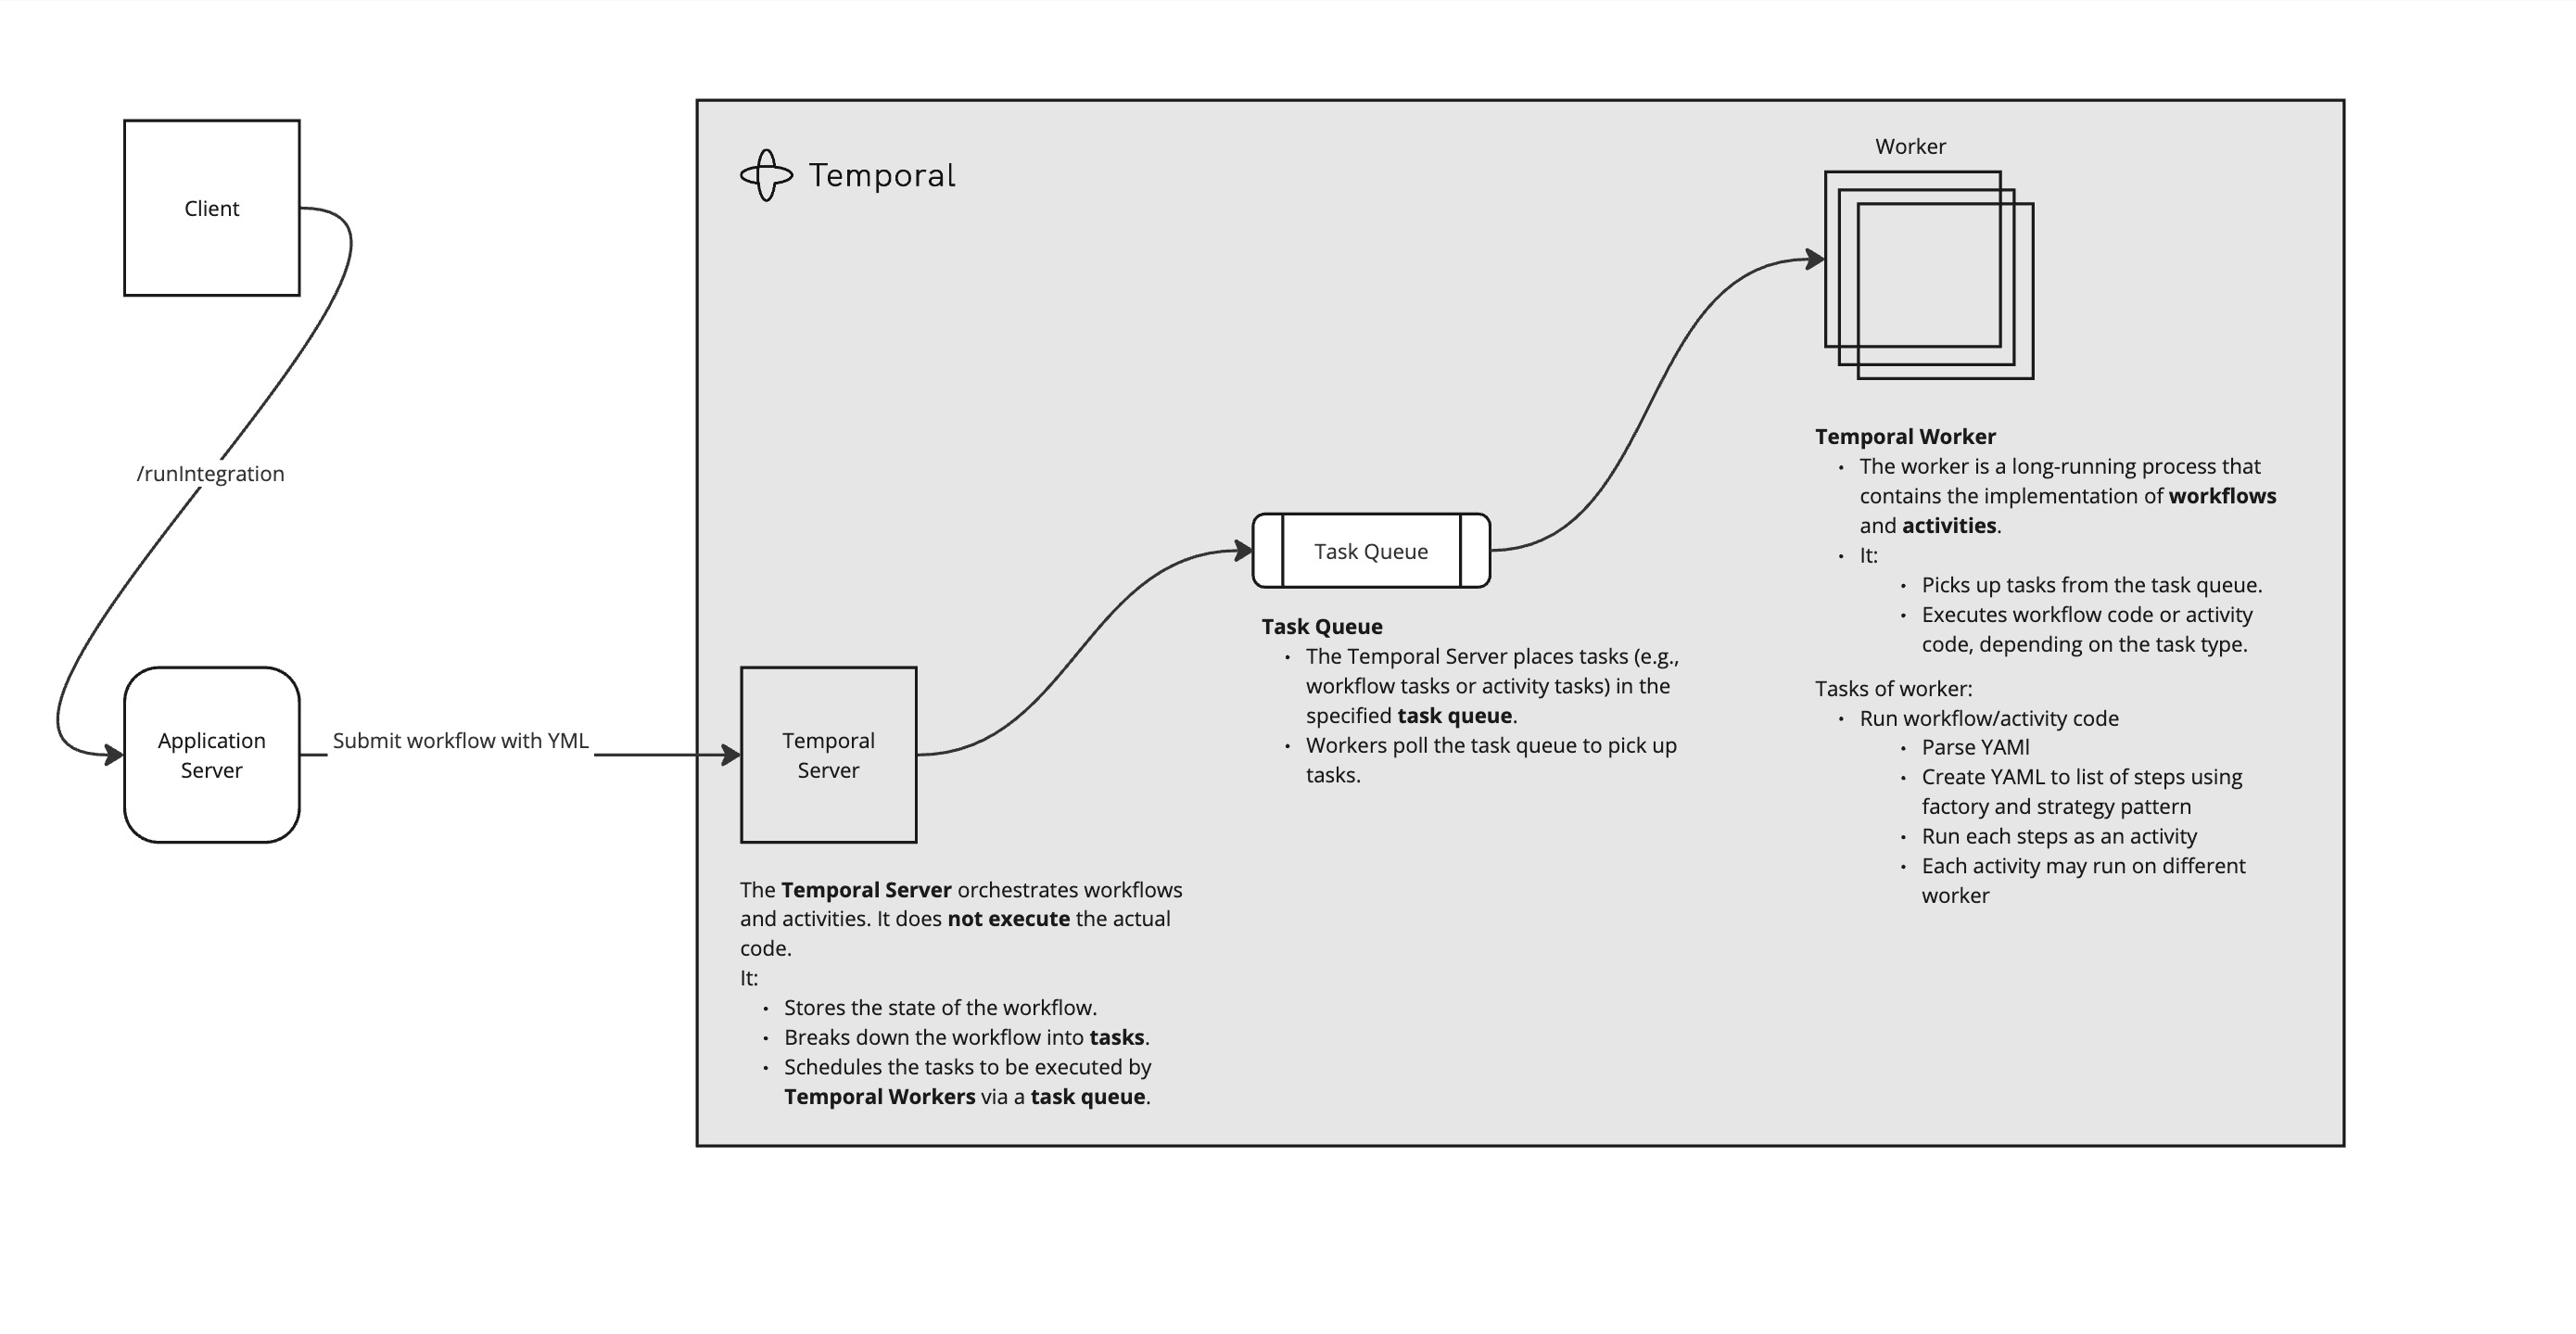 Client
/runIntegration
Application
Server
Submit workflow with YML
Temporal
Temporal
Server
The Temporal Server orchestrates workflows
and activities. It does not execute the actual
code.
It:
• Stores the state of the workflow.
• Breaks down the workflow into tasks.
• Schedules the tasks to be executed by
Temporal Workers via a task queue.
Task Queue
Task Queue
• The Temporal Server places tasks (e.g.,
workflow tasks or activity tasks) in the
specified task queue.
• Workers poll the task queue to pick up
tasks.
Worker
Temporal Worker
• The worker is a long-running process that
contains the implementation of workflows
and activities.
• It:
• Picks up tasks from the task queue.
• Executes workflow code or activity
code, depending on the task type.
Tasks of worker:
• Run workflow/activity code
• Parse YAMl
• Create YAML to list of steps using
factory and strategy pattern
• Run each steps as an activity
• Each activity may run on different
worker